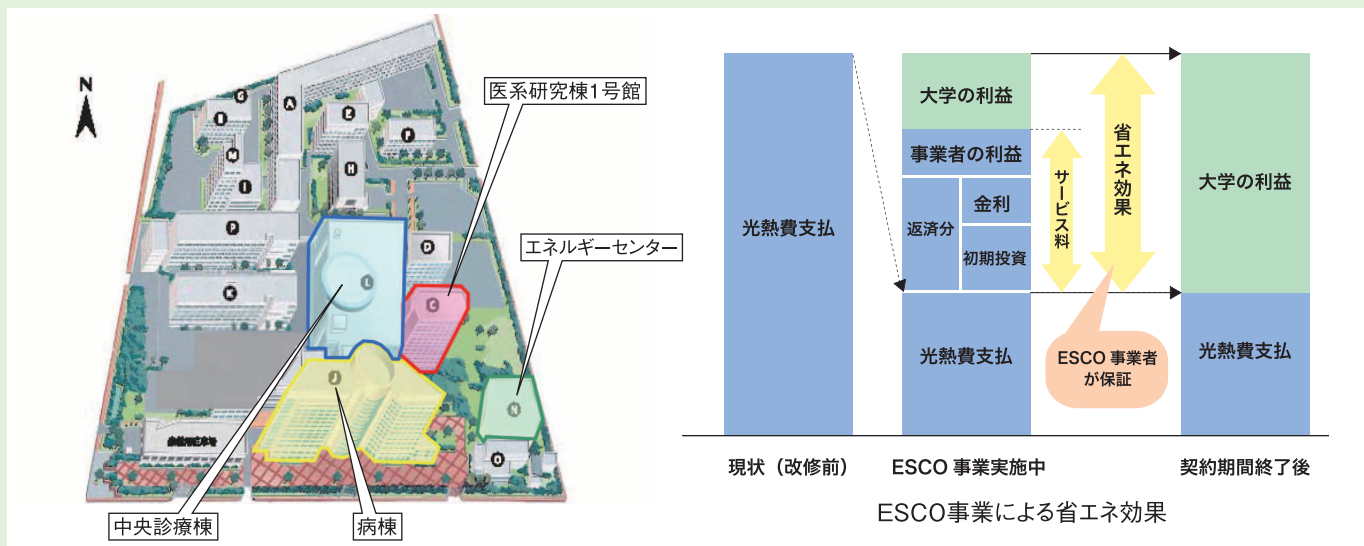 N
医系研究棟1号館
エネルギーセンター
中央診療棟
病棟
G
B
A
E
F
M
I
H
P
D
L
K
C
J
N
O
光熱費支払
大学の利益
事業者の利益
返済分
金利
初期投資
光熱費支払
サービス料
省エネ効果
ESCO 事業者
が保証
大学の利益
光熱費支払
現状（改修前）
ESCO 事業実施中
契約期間終了後
ESCO事業による省エネ効果